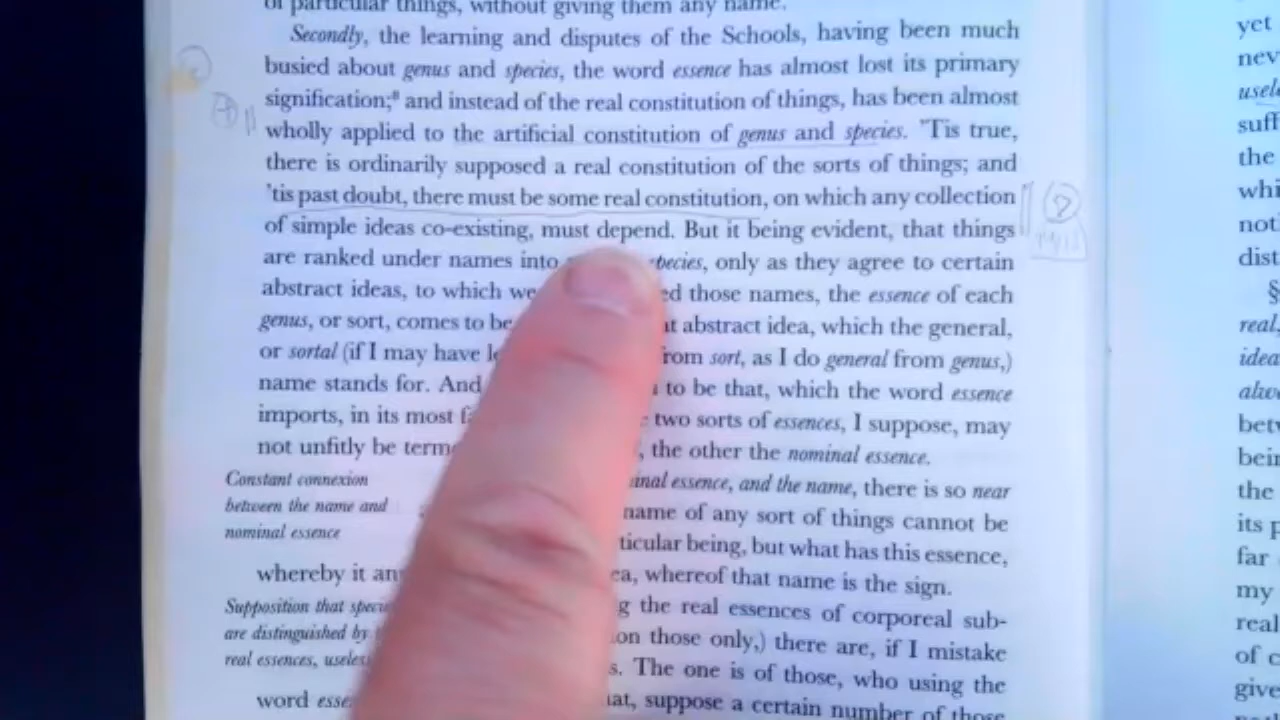 of particular things, without giving them any name.
Secondly, the learning and disputes of the Schools, having been much
busied about genus and species, the word essence has almost lost its primary
signification;⁸ and instead of the real constitution of things, has been almost
wholly applied to the artificial constitution of genus and species. 'Tis true,
there is ordinarily supposed a real constitution of the sorts of things; and
'tis past doubt, there must be some real constitution, on which any collection
of simple ideas co-existing, must depend. But it being evident, that things
are ranked under names into species, only as they agree to certain
abstract ideas, to which we those names, the essence of each
genus, or sort, comes to be abstract idea, which the general,
or sortal (if I may have from sort, as I do general from genus,)
name stands for. And to be that, which the word essence
imports, in its most two sorts of essences, I suppose, may
not unfitly be , the other the nominal essence.
Constant connexion
between the name and
nominal essence
essence, and the name, there is so near
name of any sort of things cannot be
being, but what has this essence,
whereby it whereof that name is the sign.
Supposition that
are distinguished by
real essences,
the real essences of corporeal sub-
those only,) there are, if I mistake
The one is of those, who using the
word suppose a certain number of those
yet
usel
suff
the
whi
not
dist
§
real,
idea
alw
betw
bein
the
its p
far
my
real
of c
give